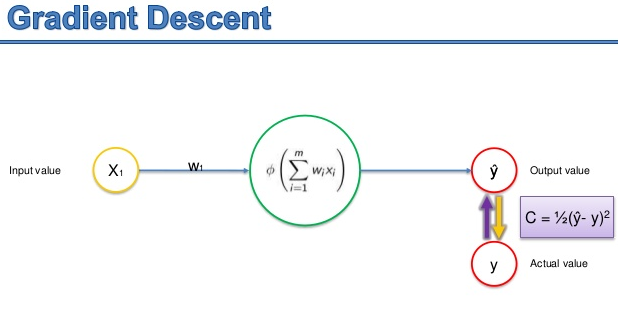 Gradient Descent
Input value
X₁
W₁
ϕ(∑ᵢ₌₁ᵐ wᵢxᵢ)
ŷ
Output value
C = ½(ŷ- y)²
y
Actual value